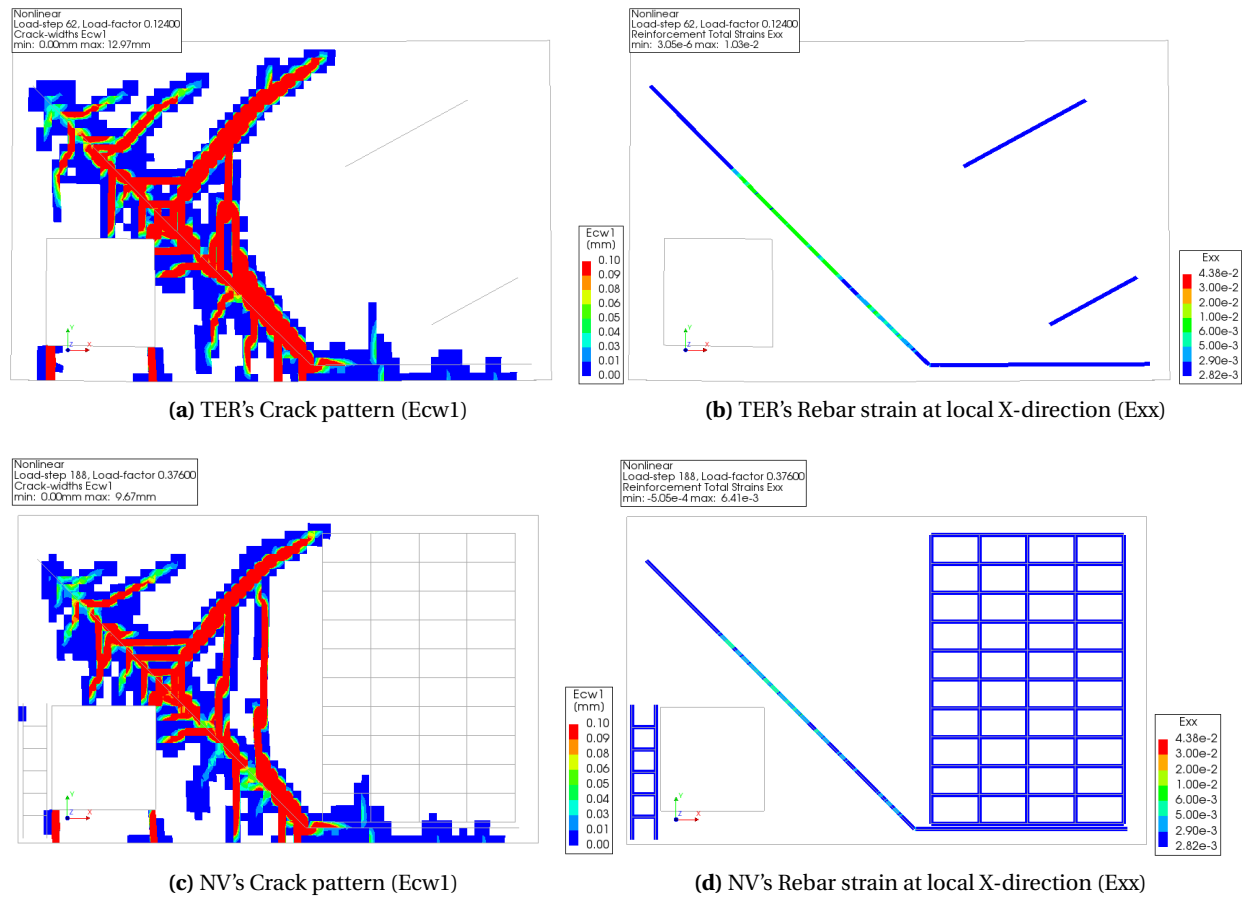 Nonlinear
Load-step 62, Load-factor 0.12400
Crack-widths Ecw1
min: 0.00mm max: 12.97mm
Ecw1
(mm)
0.10
0.09
0.08
0.06
0.05
0.04
0.03
0.01
0.00
Y
Z X
(a) TER's Crack pattern (Ecw1)
Nonlinear
Load-step 62, Load-factor 0.12400
Reinforcement Total Strains Exx
min: 3.05e-6 max: 1.03e-2
Exx
4.38e-2
3.00e-2
2.00e-2
1.00e-2
6.00e-3
5.00e-3
2.90e-3
2.82e-3
Y
Z X
(b) TER's Rebar strain at local X-direction (Exx)
Nonlinear
Load-step 188, Load-factor 0.37600
Crack-widths Ecw1
min: 0.00mm max: 9.67mm
Ecw1
(mm)
0.10
0.09
0.08
0.06
0.05
0.04
0.03
0.01
0.00
Y
Z X
(c) NV's Crack pattern (Ecw1)
Nonlinear
Load-step 188, Load-factor 0.37600
Reinforcement Total Strains Exx
min: -5.05e-4 max: 6.41e-3
Exx
4.38e-2
3.00e-2
2.00e-2
1.00e-2
6.00e-3
5.00e-3
2.90e-3
2.82e-3
Y
Z X
(d) NV's Rebar strain at local X-direction (Exx)